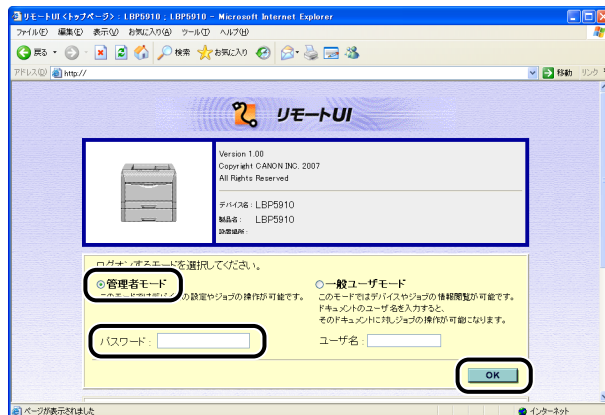 リモートUI <トップページ> : LBP5910 ; LBP5910 - Microsoft Internet Explorer
ファイル(F) 編集(E) 表示(V) お気に入り(A) ツール(T) ヘルプ(H)
戻る 検索 お気に入り
アドレス(D) http:// 移動 リンク
リモートUI
Version 1.00
Copyright CANON INC. 2007
All Rights Reserved
デバイス名 : LBP5910
製品名 : LBP5910
設置場所 :
ログオンするモードを選択してください。
管理者モード 一般ユーザモード
の設定やジョブの操作が可能です。 このモードではデバイスやジョブの情報閲覧が可能です。
ドキュメントのユーザ名を入力すると、
そのドキュメントに対しジョブの操作が可能になります。
パスワード : ユーザ名 :
OK
ページが表示されました インターネット